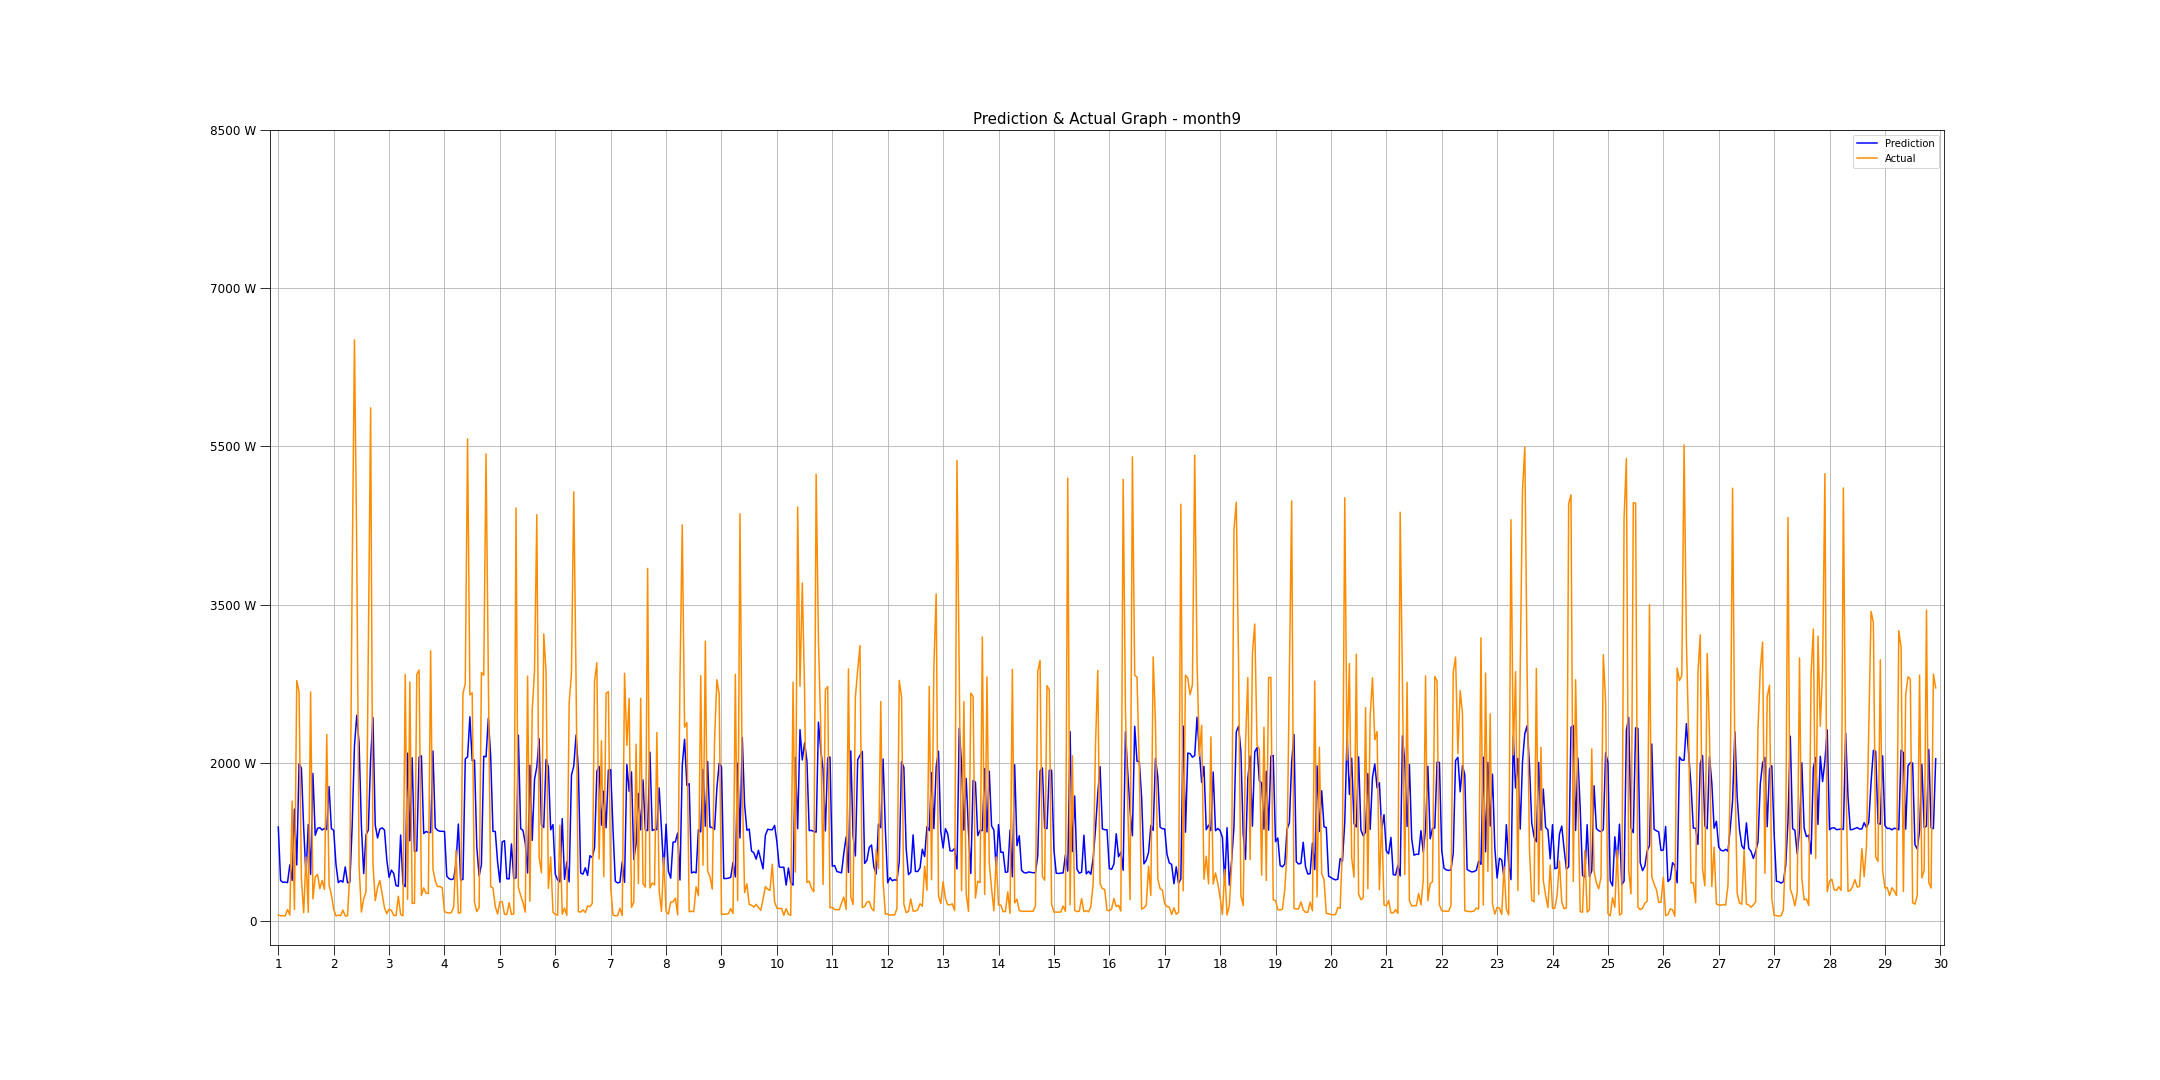 Prediction & Actual Graph - month9
8500 W
7000 W
5500 W
3500 W
2000 W
0
Prediction
Actual
1 2 3 4 5 6 7 8 9 10 11 12 13 14 15 16 17 18 19 20 21 22 23 24 25 26 27 27 28 29 30